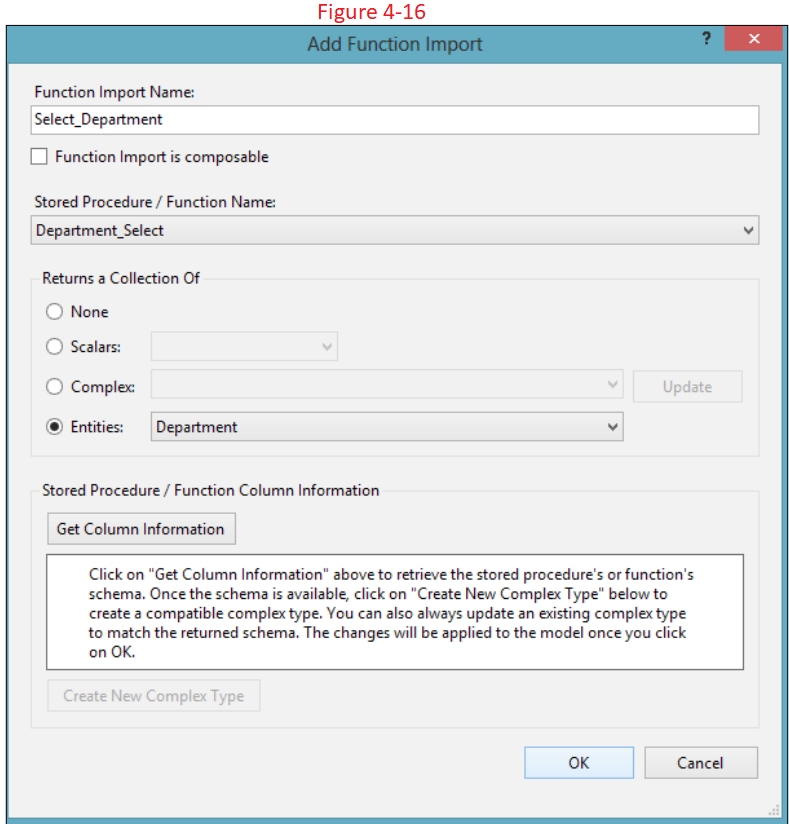 Figure 4-16
Add Function Import
?
Function Import Name:
Select_Department
Function Import is composable
Stored Procedure / Function Name:
Department_Select
Returns a Collection Of
None
Scalars:
Complex:
Update
Entities:
Department
Stored Procedure / Function Column Information
Get Column Information
Click on "Get Column Information" above to retrieve the stored procedure's or function's
schema. Once the schema is available, click on "Create New Complex Type" below to
create a compatible complex type. You can also always update an existing complex type
to match the returned schema. The changes will be applied to the model once you click
on OK.
Create New Complex Type
OK
Cancel